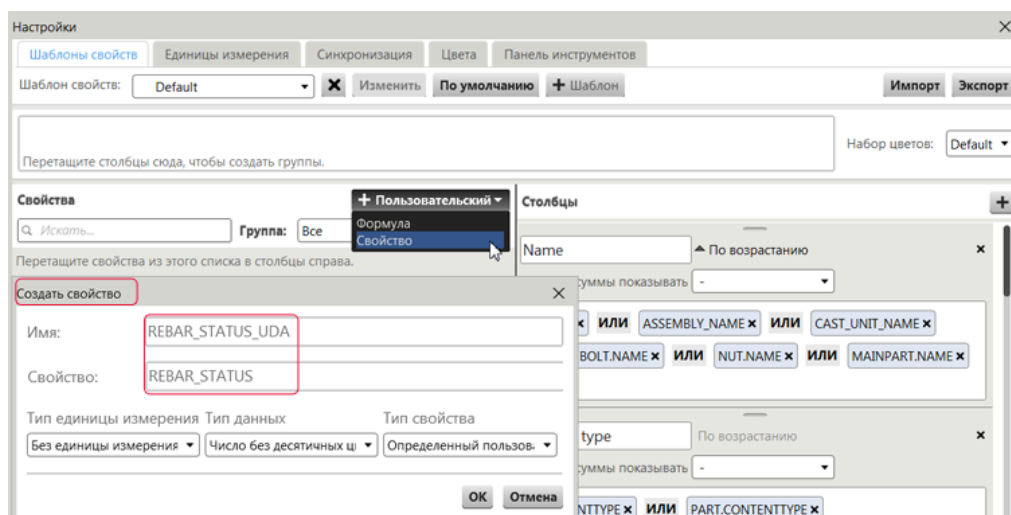 Настройки
Шаблоны свойств Единицы измерения Синхронизация Цвета Панель инструментов
Шаблон свойств: Default Изменить По умолчанию + Шаблон Импорт Экспорт
Перетащите столбцы сюда, чтобы создать группы.
Набор цветов: Default
Свойства + Пользовательский
Столбцы +
Искать... Группа: Все
Формула
Свойство
Перетащите свойства из этого списка в столбцы справа.
Name По возрастанию
суммы показывать -
ИЛИ ASSEMBLY_NAME ИЛИ CAST_UNIT_NAME
BOLT.NAME ИЛИ NUT.NAME ИЛИ MAINPART.NAME
type По возрастанию
суммы показывать -
NTTYPE ИЛИ PART.CONTENTTYPE
Создать свойство
Имя: REBAR_STATUS_UDA
Свойство: REBAR_STATUS
Тип единицы измерения Тип данных Тип свойства
Без единицы измерения Число без десятичных ц Определенный пользов
OK Отмена